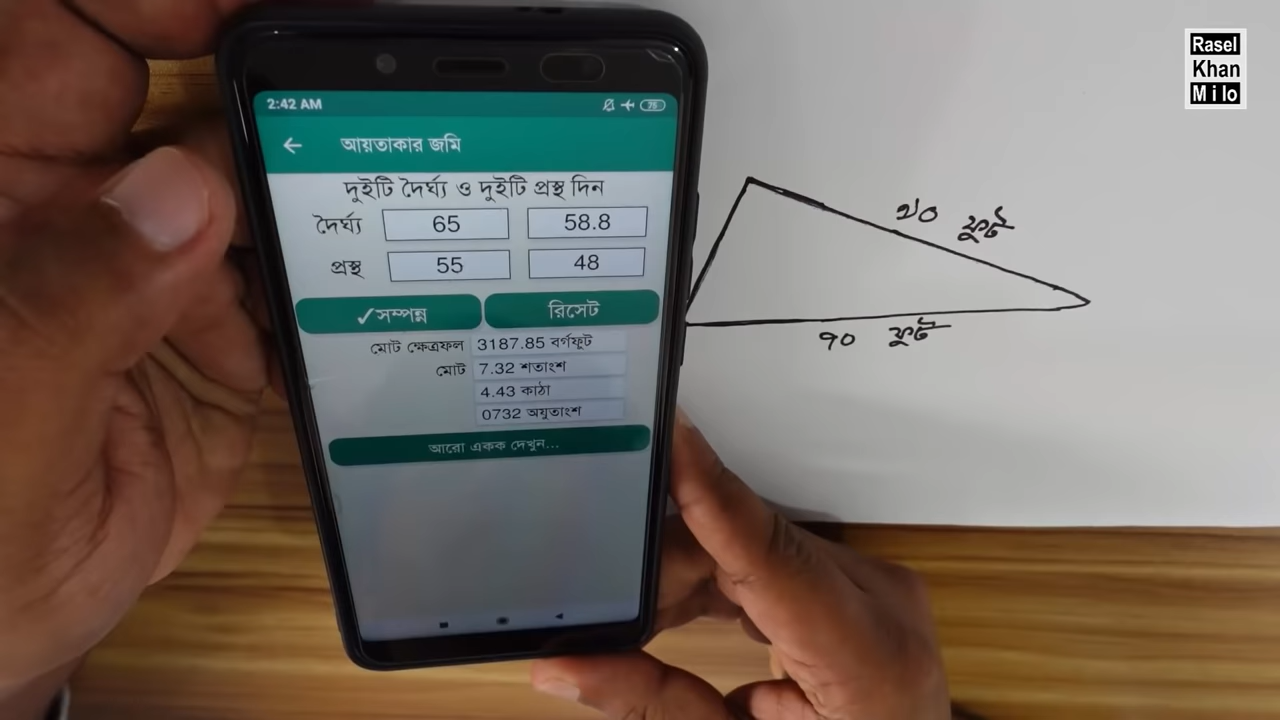 Rasel
Khan
Milo
2:42 AM
75
আয়তাকার জমি
দুইটি দৈর্ঘ্য ও দুইটি প্রস্থ দিন
দৈর্ঘ্য 65 58.8
প্রস্থ 55 48
✓সম্পন্ন রিসেট
মোট ক্ষেত্রফল 3187.85 বর্গফুট
মোট 7.32 শতাংশ
4.43 কাঠা
0732 অযুতাংশ
আরো একক দেখুন...
ফুট
৭০ ফুট